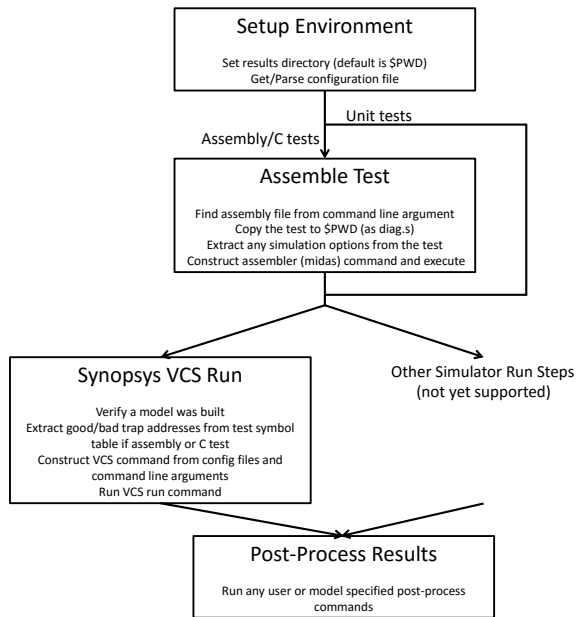 Setup Environment
Set results directory (default is $PWD)
Get/Parse configuration file
Unit tests
Assembly/C tests
Assemble Test
Find assembly file from command line argument
Copy the test to $PWD (as diag.s)
Extract any simulation options from the test
Construct assembler (midas) command and execute
Synopsys VCS Run
Verify a model was built
Extract good/bad trap addresses from test symbol
table if assembly or C test
Construct VCS command from config files and
command line arguments
Run VCS run command
Other Simulator Run Steps
(not yet supported)
Post-Process Results
Run any user or model specified post-process
commands